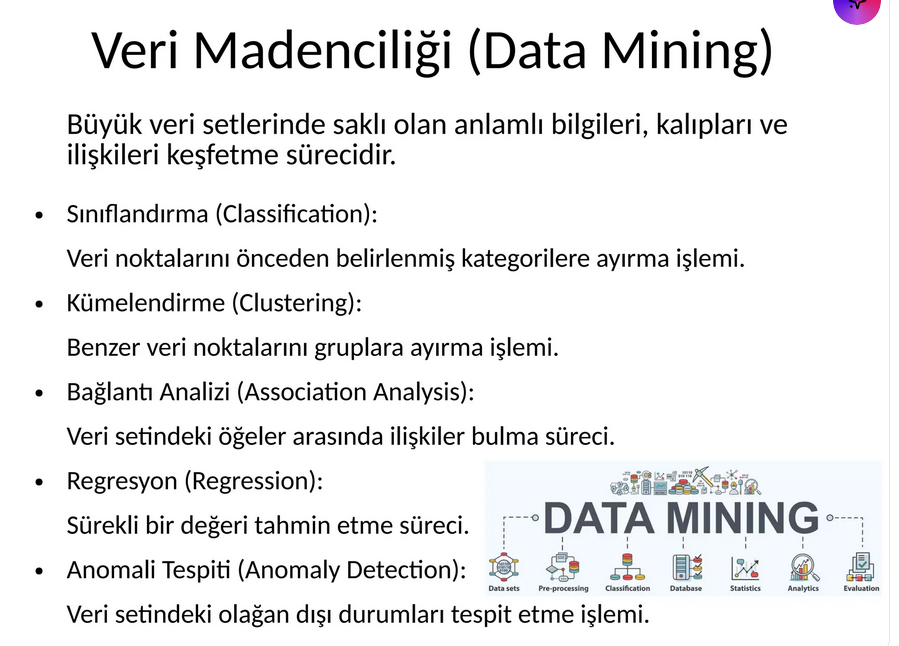 Veri Madenciliği (Data Mining)
Büyük veri setlerinde saklı olan anlamlı bilgileri, kalıpları ve
ilişkileri keşfetme sürecidir.
• Sınıflandırma (Classification):
Veri noktalarını önceden belirlenmiş kategorilere ayırma işlemi.
• Kümelendirme (Clustering):
Benzer veri noktalarını gruplara ayırma işlemi.
• Bağlantı Analizi (Association Analysis):
Veri setindeki öğeler arasında ilişkiler bulma süreci.
• Regresyon (Regression):
Sürekli bir değeri tahmin etme süreci.
• Anomali Tespiti (Anomaly Detection):
Veri setindeki olağan dışı durumları tespit etme işlemi.
DATA MINING
Data sets Pre-processing Classification Database Statistics Analytics Evaluation